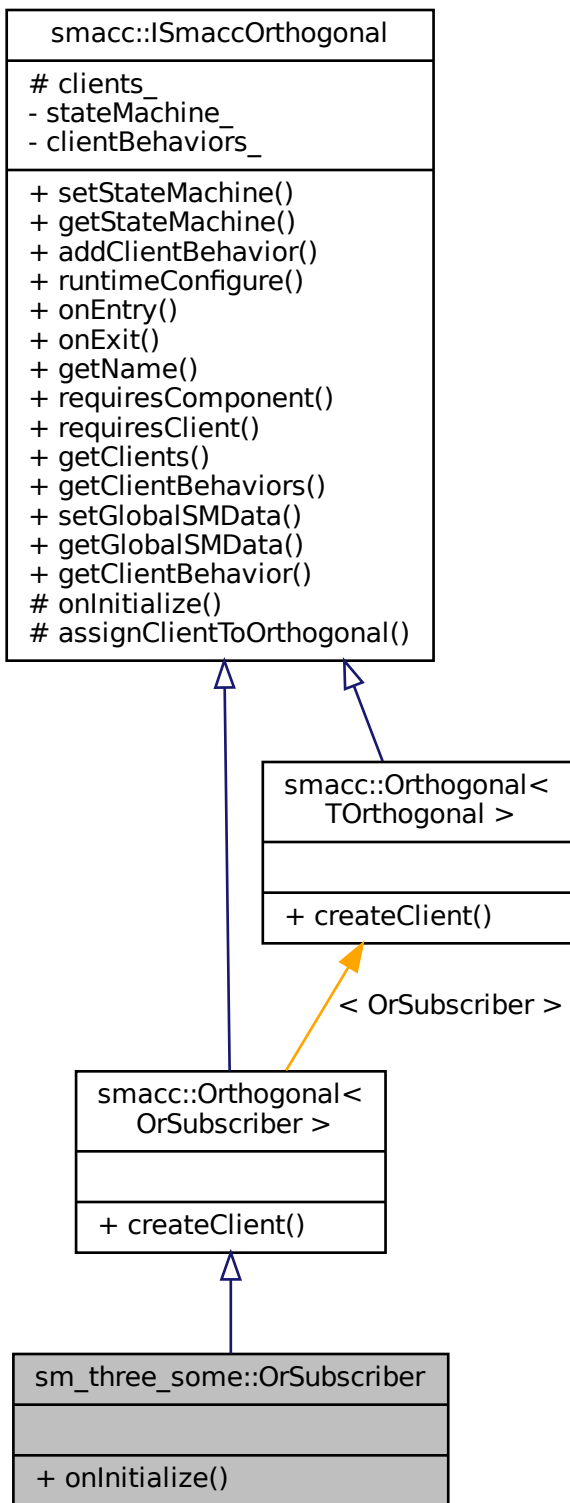 smacc::ISmaccOrthogonal
# clients_
- stateMachine_
- clientBehaviors_
+ setStateMachine()
+ getStateMachine()
+ addClientBehavior()
+ runtimeConfigure()
+ onEntry()
+ onExit()
+ getName()
+ requiresComponent()
+ requiresClient()
+ getClients()
+ getClientBehaviors()
+ setGlobalSMData()
+ getGlobalSMData()
+ getClientBehavior()
# onInitialize()
# assignClientToOrthogonal()
smacc::Orthogonal<
TOrthogonal >
+ createClient()
< OrSubscriber >
smacc::Orthogonal<
OrSubscriber >
+ createClient()
sm_three_some::OrSubscriber
+ onInitialize()